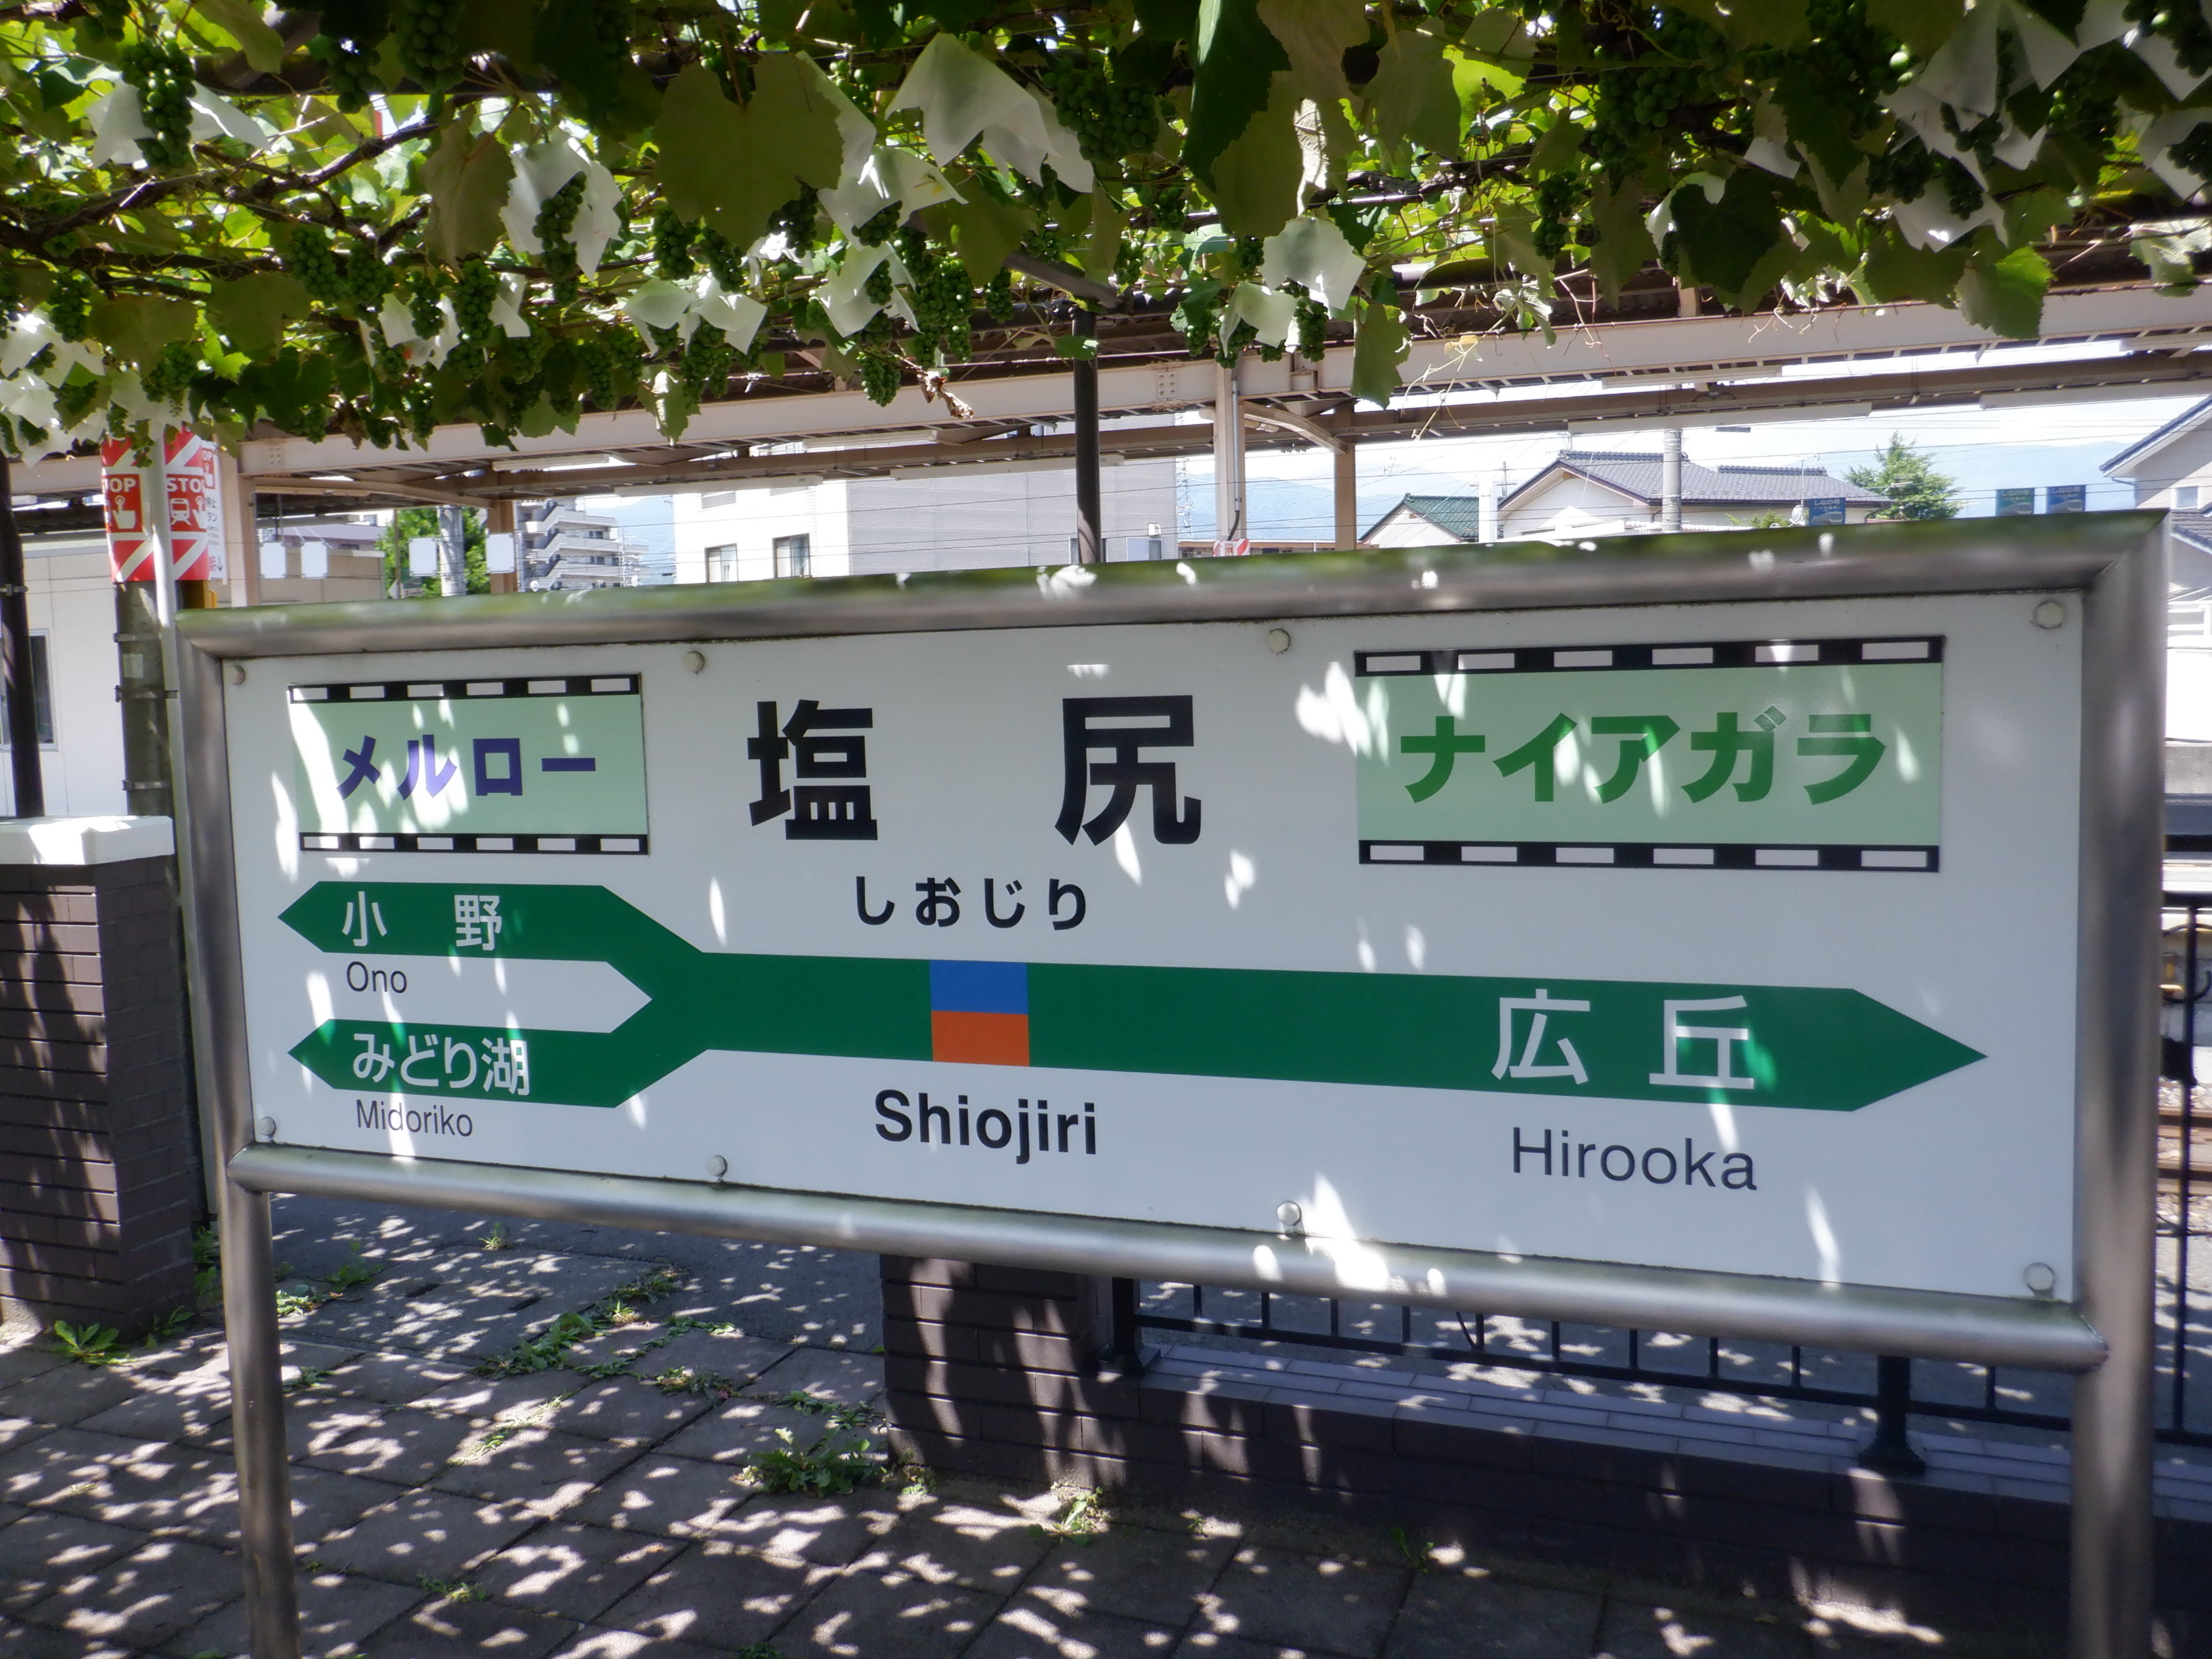 STOP
メルロー
塩尻
ナイアガラ
しおじり
小野
Ono
みどり湖
Midoriko
Shiojiri
広丘
Hirooka